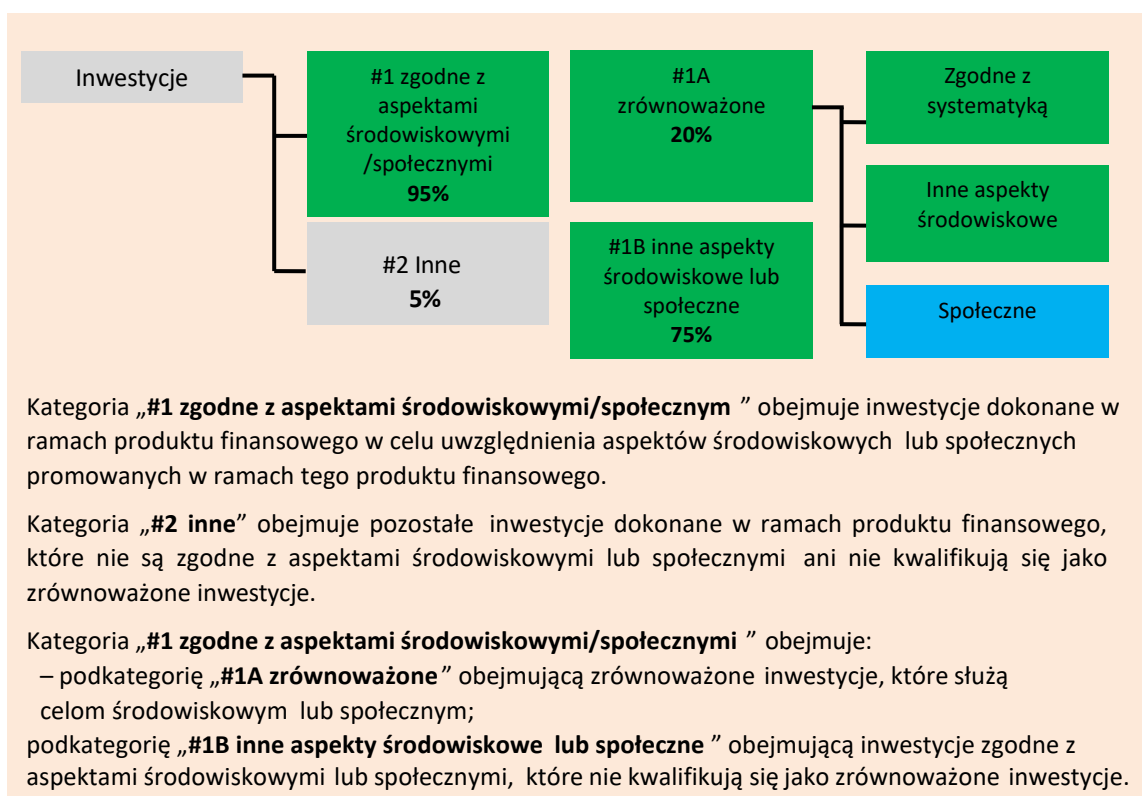 Inwestycje
#1 zgodne z
aspektami
środowiskowymi
/społecznymi
95%
#2 Inne
5%
#1A
zrównoważone
20%
#1B inne aspekty
środowiskowe lub
społeczne
75%
Zgodne z
systematyką
Inne aspekty
środowiskowe
Społeczne
Kategoria „#1 zgodne z aspektami środowiskowymi/społecznym ” obejmuje inwestycje dokonane w
ramach produktu finansowego w celu uwzględnienia aspektów środowiskowych lub społecznych
promowanych w ramach tego produktu finansowego.
Kategoria „#2 inne” obejmuje pozostałe inwestycje dokonane w ramach produktu finansowego,
które nie są zgodne z aspektami środowiskowymi lub społecznymi ani nie kwalifikują się jako
zrównoważone inwestycje.
Kategoria „#1 zgodne z aspektami środowiskowymi/społecznymi ” obejmuje:
– podkategorię „#1A zrównoważone” obejmującą zrównoważone inwestycje, które służą
celom środowiskowym lub społecznym;
podkategorię „#1B inne aspekty środowiskowe lub społeczne ” obejmującą inwestycje zgodne z
aspektami środowiskowymi lub społecznymi, które nie kwalifikują się jako zrównoważone inwestycje.